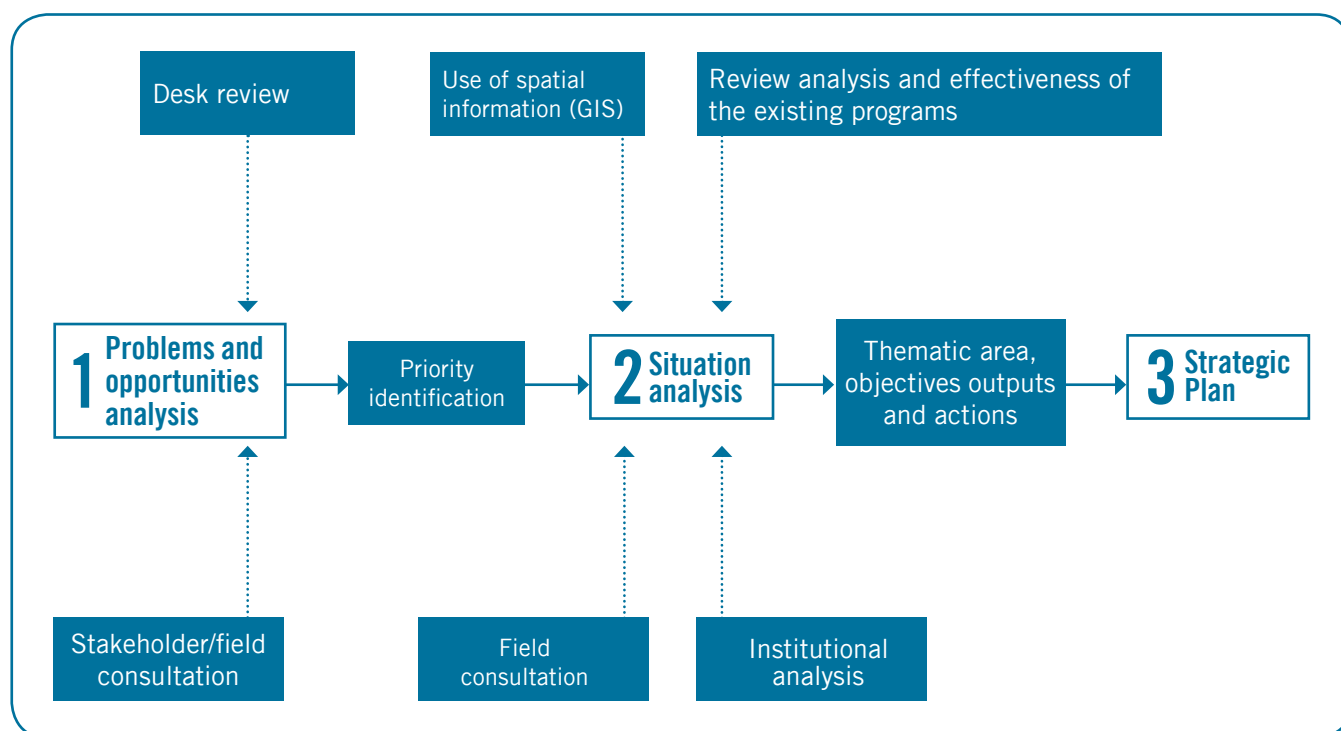 Desk review
Use of spatial
information (GIS)
Review analysis and effectiveness of
the existing programs
1 Problems and
opportunities
analysis
Priority
identification
2 Situation
analysis
Thematic area,
objectives outputs
and actions
3 Strategic
Plan
Stakeholder/field
consultation
Field
consultation
Institutional
analysis